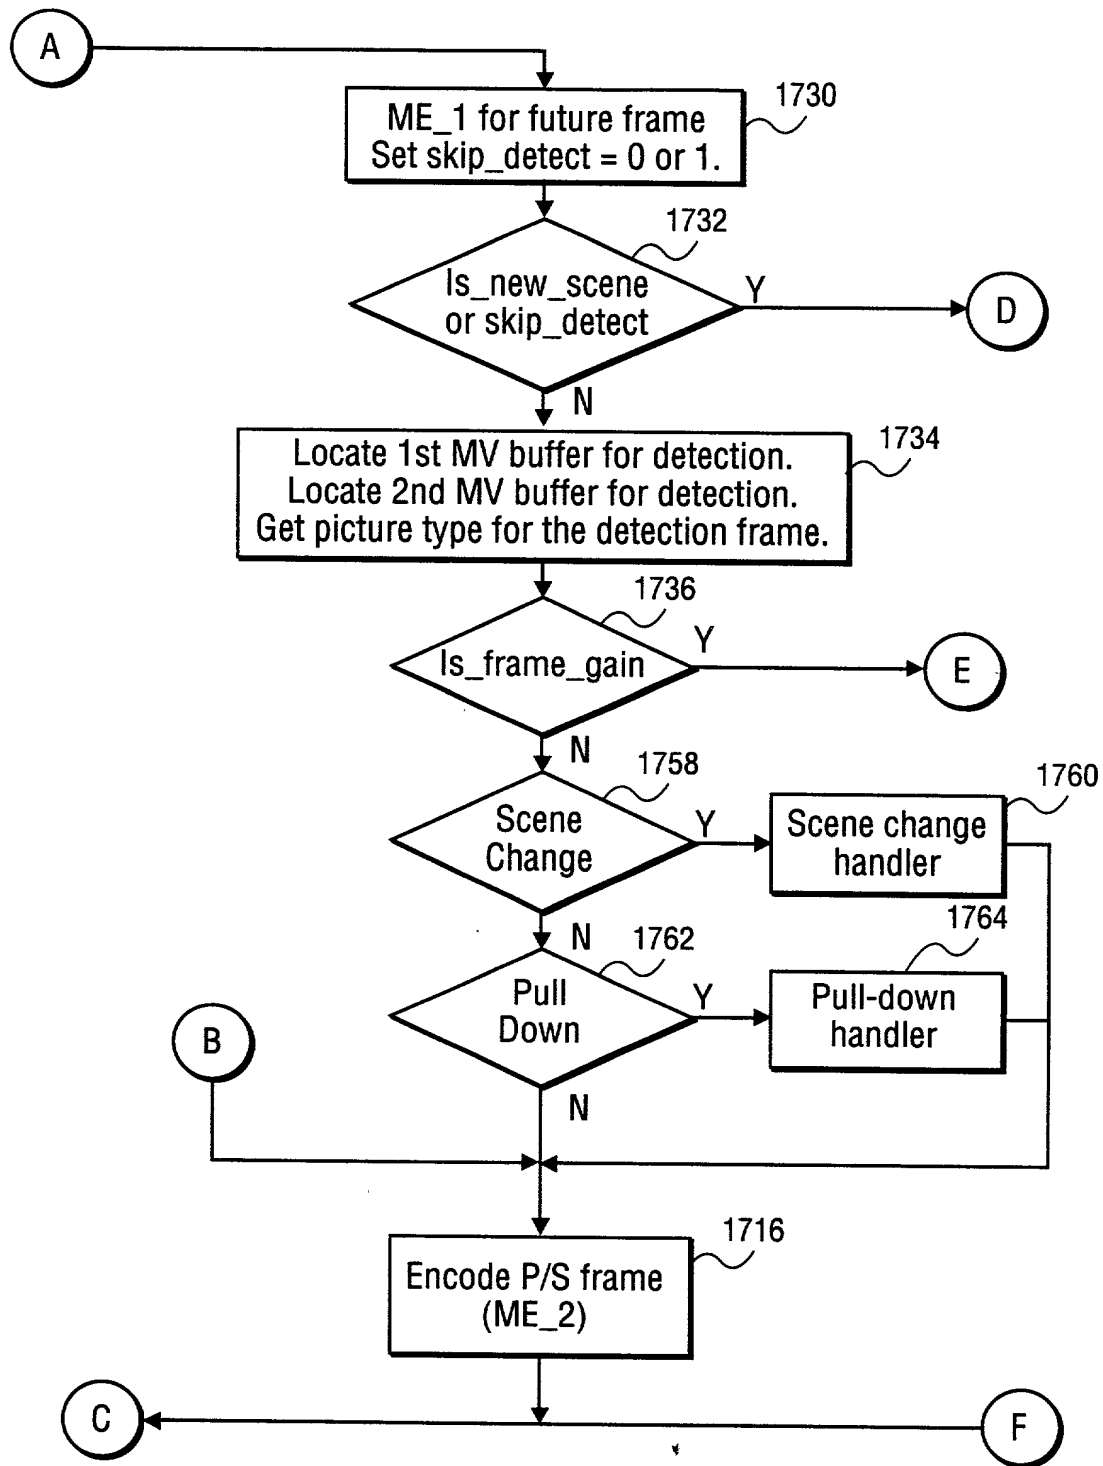 A
1730
ME_1 for future frame
Set skip_detect = 0 or 1.
1732
Is_new_scene
or skip_detect
Y
D
N
1734
Locate 1st MV buffer for detection.
Locate 2nd MV buffer for detection.
Get picture type for the detection frame.
1736
Is_frame_gain
Y
E
N
1758
Scene
Change
Y
1760
Scene change
handler
N
1762
Pull
Down
Y
1764
Pull-down
handler
B
N
1716
Encode P/S frame
(ME_2)
C
F